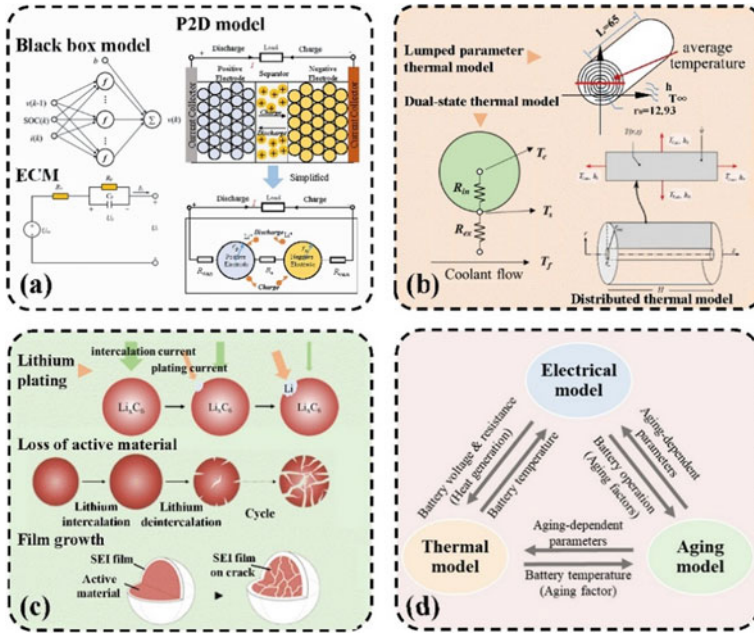 P2D model
Black box model
Discharge
Load
Charge
Positive
Electrode
Separator
Negative
Electrode
b
f
v(k-1)
SOC(k)
i(k)
f
f
Σ
v(k)
Current Collector
Charge
Discharge
Current Collector
Simplified
ECM
Discharge
Load
Charge
Discharge
Positive
Electrode
Negative
Electrode
Charge
(a)
Lumped parameter
thermal model
L=65
average
temperature
h
T∞
r₀=12.93
Dual-state thermal model
Tc
Rin
Ts
Rex
Coolant flow
Tf
H
Distributed thermal model
(b)
Lithium
plating
intercalation current
plating current
Li
Li
LixC6
LixC6
LixC6
Loss of active material
Lithium
intercalation
Lithium
deintercalation
Cycle
Film growth
SEI film
Active
material
SEI film
on crack
(c)
Electrical
model
Battery voltage & resistance
(Heat generation)
Battery temperature
Aging-dependent
parameters
Battery operation
(Aging factors)
Thermal
model
Aging-dependent
parameters
Battery temperature
(Aging factor)
Aging
model
(d)